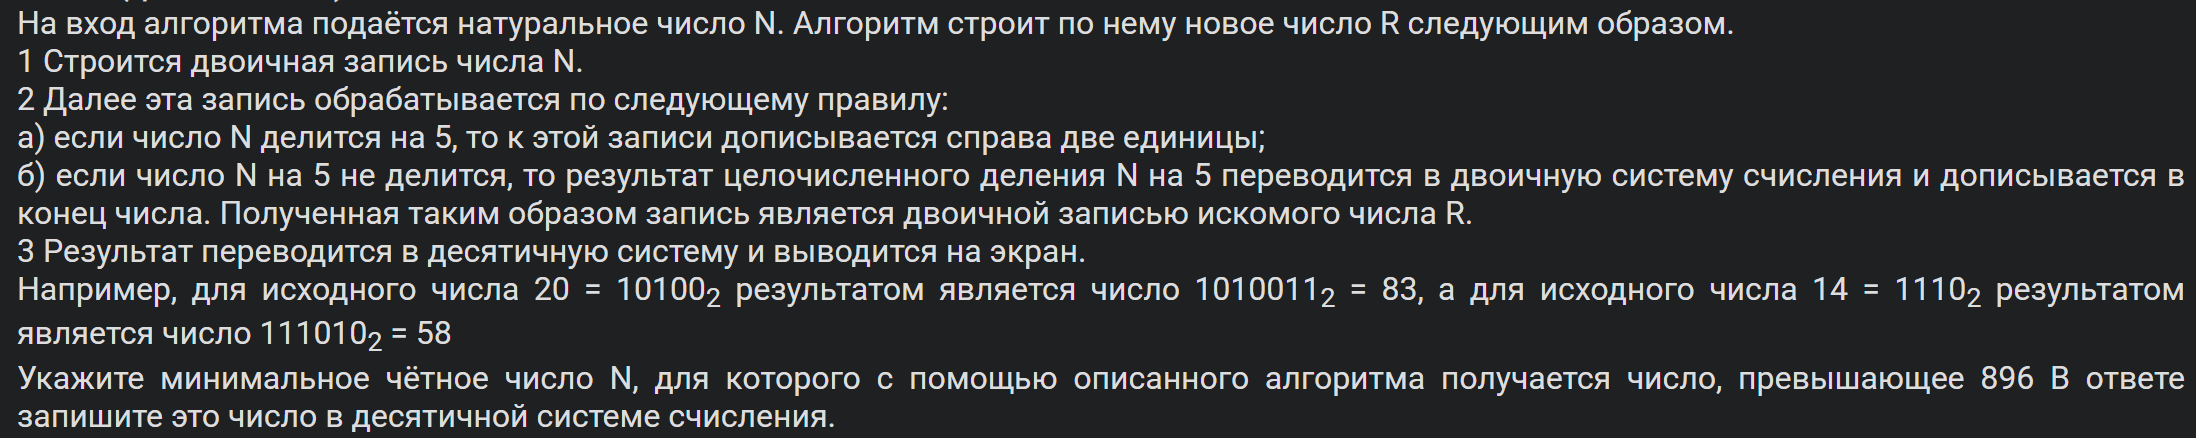 На вход алгоритма подаётся натуральное число N. Алгоритм строит по нему новое число R следующим образом.
1 Строится двоичная запись числа N.
2 Далее эта запись обрабатывается по следующему правилу:
а) если число N делится на 5, то к этой записи дописывается справа две единицы;
б) если число N на 5 не делится, то результат целочисленного деления N на 5 переводится в двоичную систему счисления и дописывается в
конец числа. Полученная таким образом запись является двоичной записью искомого числа R.
3 Результат переводится в десятичную систему и выводится на экран.
Например, для исходного числа 20 = 10100₂ результатом является число 1010011₂ = 83, а для исходного числа 14 = 1110₂ результатом
является число 111010₂ = 58
Укажите минимальное чётное число N, для которого с помощью описанного алгоритма получается число, превышающее 896 В ответе
запишите это число в десятичной системе счисления.